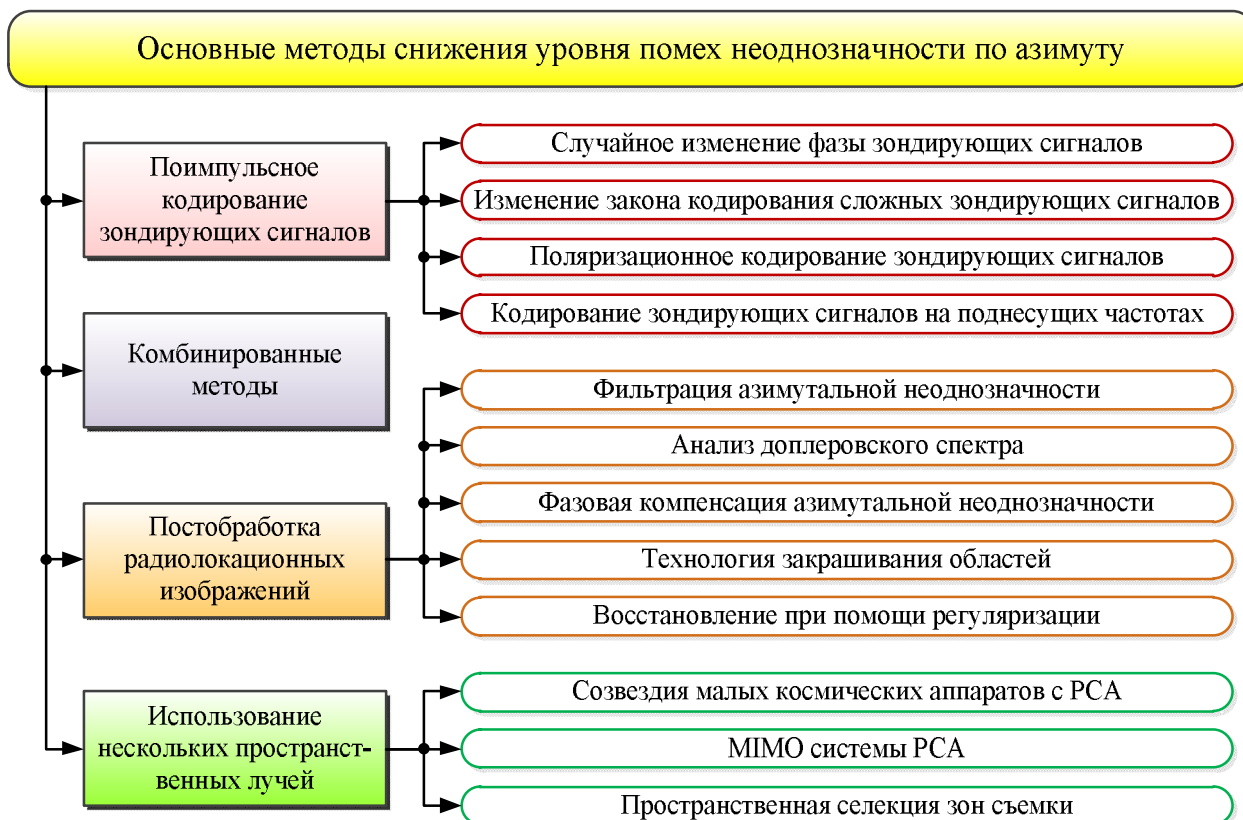 Основные методы снижения уровня помех неоднозначности по азимуту
Поимпульсное
кодирование
зондирующих сигналов
Случайное изменение фазы зондирующих сигналов
Изменение закона кодирования сложных зондирующих сигналов
Поляризационное кодирование зондирующих сигналов
Кодирование зондирующих сигналов на поднесущих частотах
Комбинированные
методы
Постобработка
радиолокационных
изображений
Фильтрация азимутальной неоднозначности
Анализ доплеровского спектра
Фазовая компенсация азимутальной неоднозначности
Технология закрашивания областей
Восстановление при помощи регуляризации
Использование
нескольких пространст-
венных лучей
Созвездия малых космических аппаратов с РСА
MIMO системы РСА
Пространственная селекция зон съемки